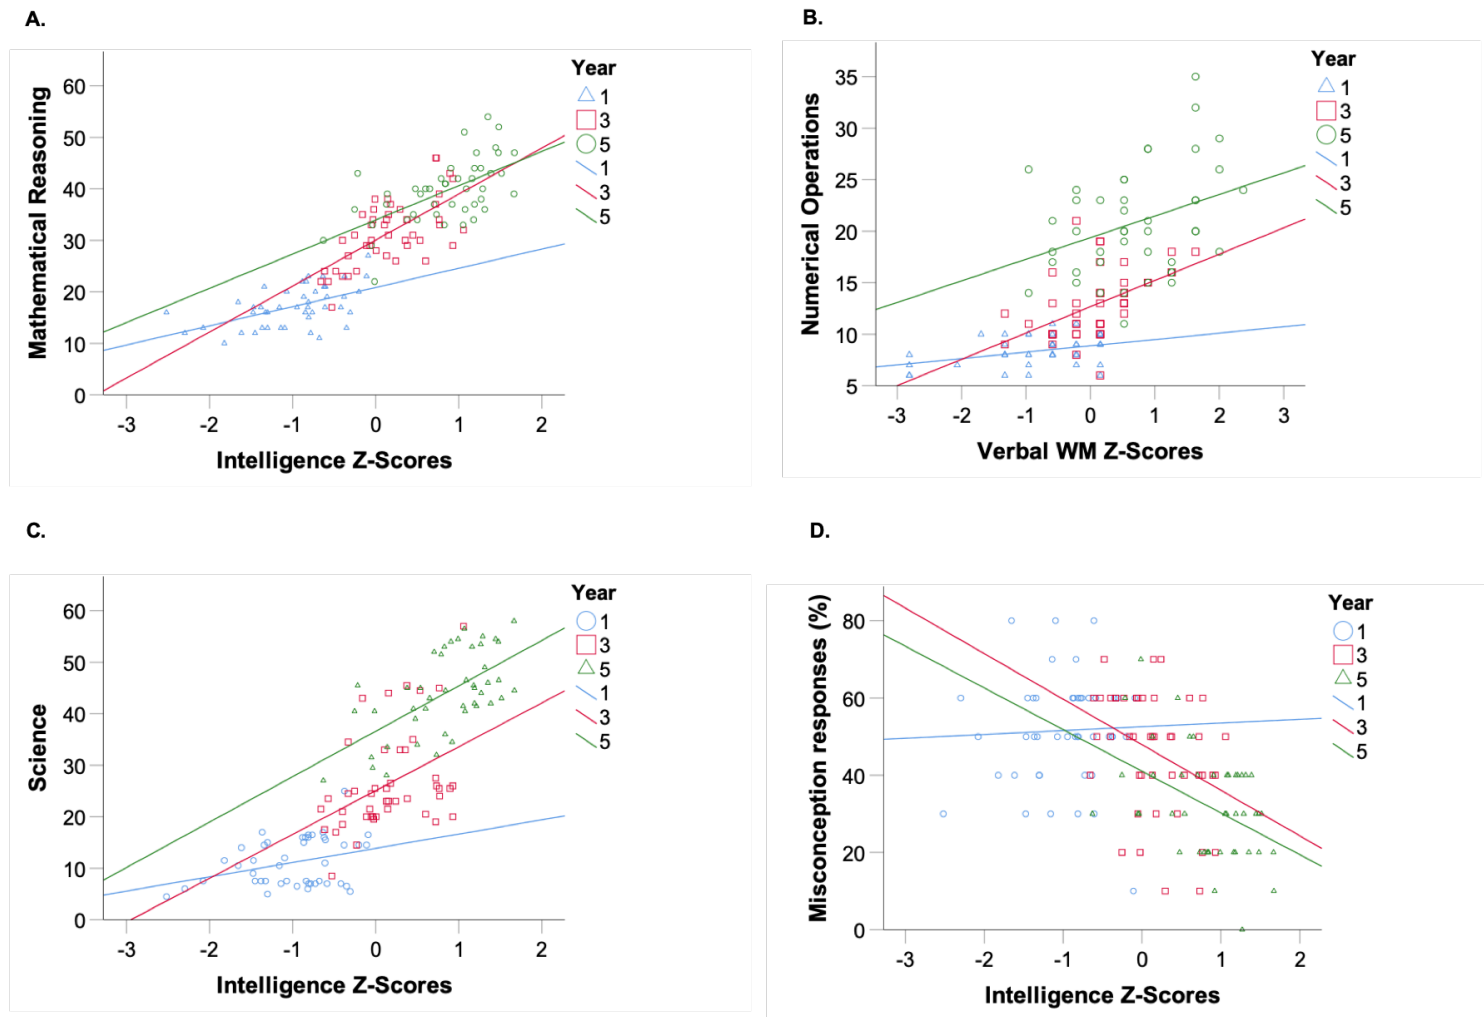 A.
Mathematical Reasoning
60
50
40
30
20
10
0
-3 -2 -1 0 1 2
Intelligence Z-Scores
Year
1
3
5
1
3
5
B.
Numerical Operations
35
30
25
20
15
10
5
-3 -2 -1 0 1 2 3
Verbal WM Z-Scores
Year
1
3
5
1
3
5
C.
Science
60
50
40
30
20
10
0
-3 -2 -1 0 1 2
Intelligence Z-Scores
Year
1
3
5
1
3
5
D.
Misconception responses (%)
80
60
40
20
0
-3 -2 -1 0 1 2
Intelligence Z-Scores
Year
1
3
5
1
3
5